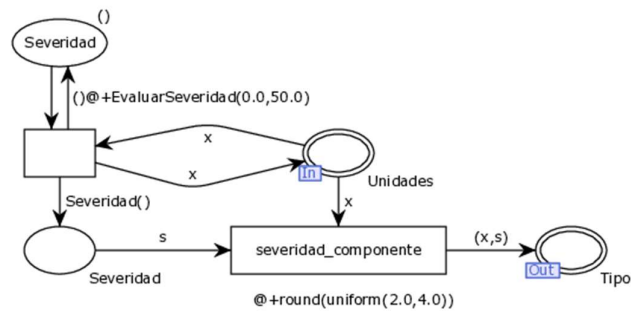 ()
Severidad
()@+EvaluarSeveridad(0.0,50.0)
x
x
In
Unidades
Severidad()
x
s
severidad_componente
(x,s)
Out
Severidad
Tipo
@+round(uniform(2.0,4.0))